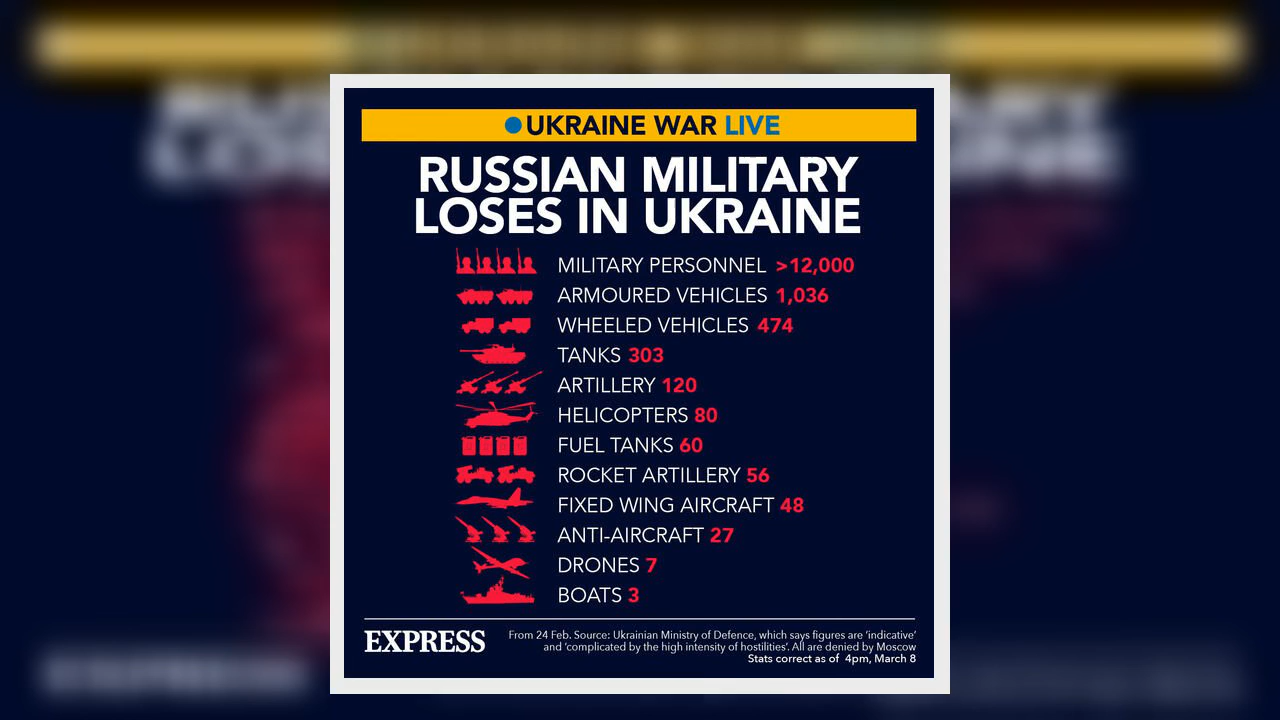 UKRAINE WAR LIVE
RUSSIAN MILITARY
LOSES IN UKRAINE
MILITARY PERSONNEL >12,000
ARMOURED VEHICLES 1,036
WHEELED VEHICLES 474
TANKS 303
ARTILLERY 120
HELICOPTERS 80
FUEL TANKS 60
ROCKET ARTILLERY 56
FIXED WING AIRCRAFT 48
ANTI-AIRCRAFT 27
DRONES 7
BOATS 3
EXPRESS
From 24 Feb. Source: Ukrainian Ministry of Defence, which says figures are 'indicative'
and 'complicated by the high intensity of hostilities'. All are denied by Moscow
Stats correct as of 4pm, March 8